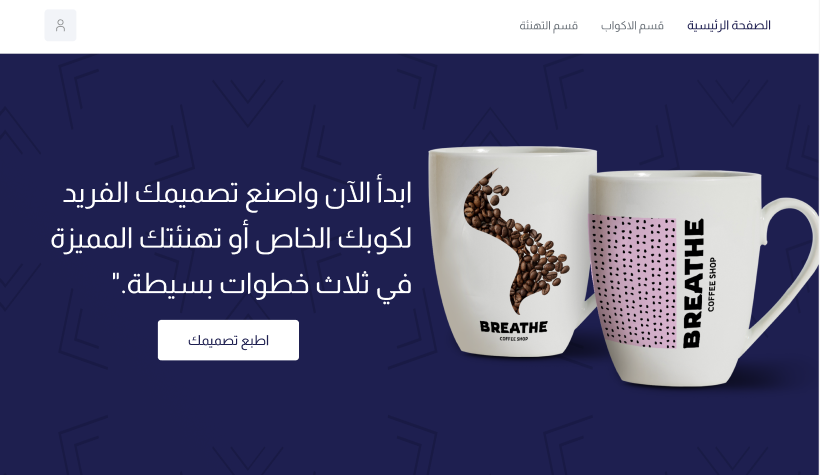 الصفحة الرئيسية
قسم الاكواب
قسم التهنئة
ابدأ الآن واصنع تصميمك الفريد
لكوبك الخاص أو تهنئتك المميزة
في ثلاث خطوات بسيطة."
اطبع تصميمك
BREATHE
COFFEE SHOP
BREATHE
COFFEE SHOP